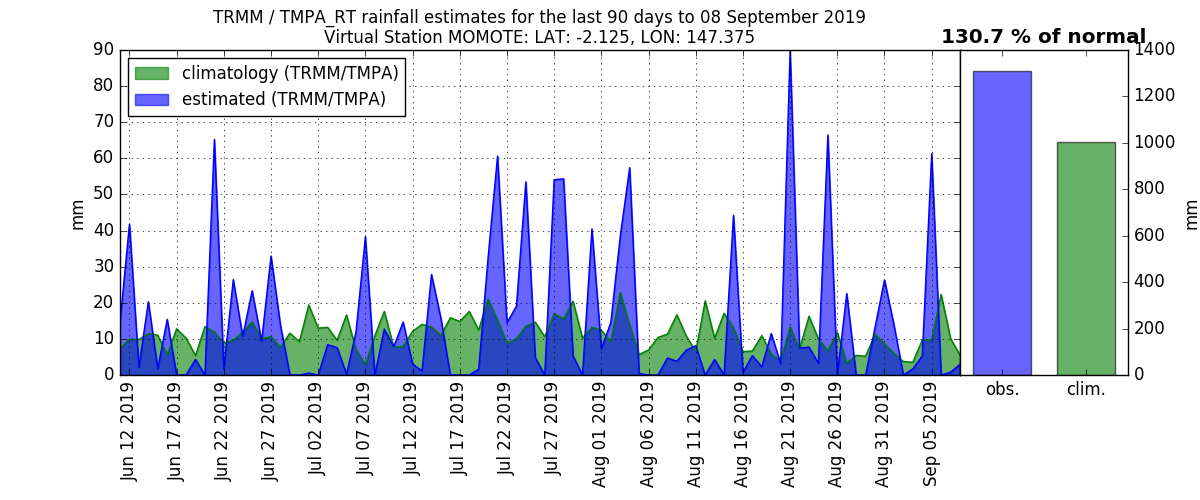 TRMM / TMPA_RT rainfall estimates for the last 90 days to 08 September 2019
Virtual Station MOMOTE: LAT: -2.125, LON: 147.375
130.7 % of normal
climatology (TRMM/TMPA)
estimated (TRMM/TMPA)
90
80
70
60
50
40
30
20
10
0
mm
Jun 12 2019
Jun 17 2019
Jun 22 2019
Jun 27 2019
Jul 02 2019
Jul 07 2019
Jul 12 2019
Jul 17 2019
Jul 22 2019
Jul 27 2019
Aug 01 2019
Aug 06 2019
Aug 11 2019
Aug 16 2019
Aug 21 2019
Aug 26 2019
Aug 31 2019
Sep 05 2019
obs.
clim.
1400
1200
1000
800
600
400
200
0
mm